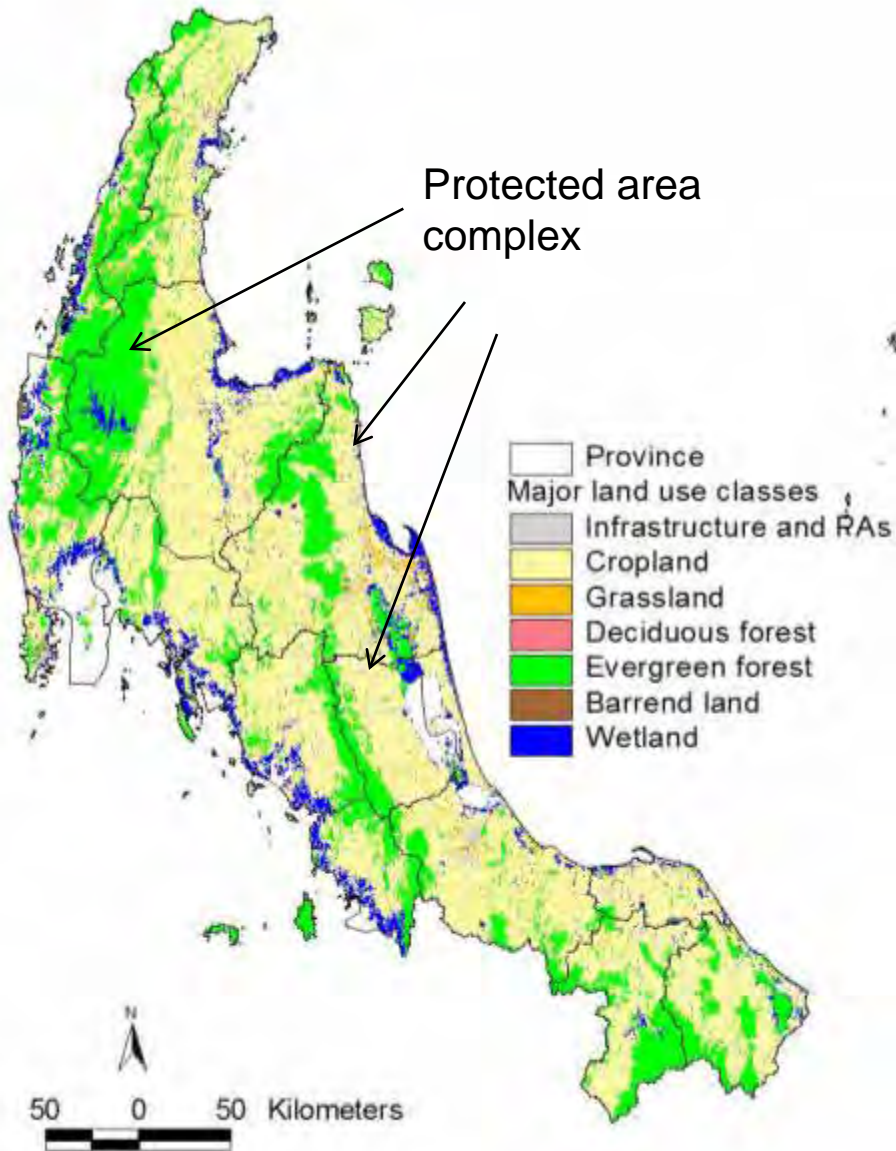 Protected area
complex
Province
Major land use classes
Infrastructure and RAs
Cropland
Grassland
Deciduous forest
Evergreen forest
Barrend land
Wetland
N
50 0 50 Kilometers